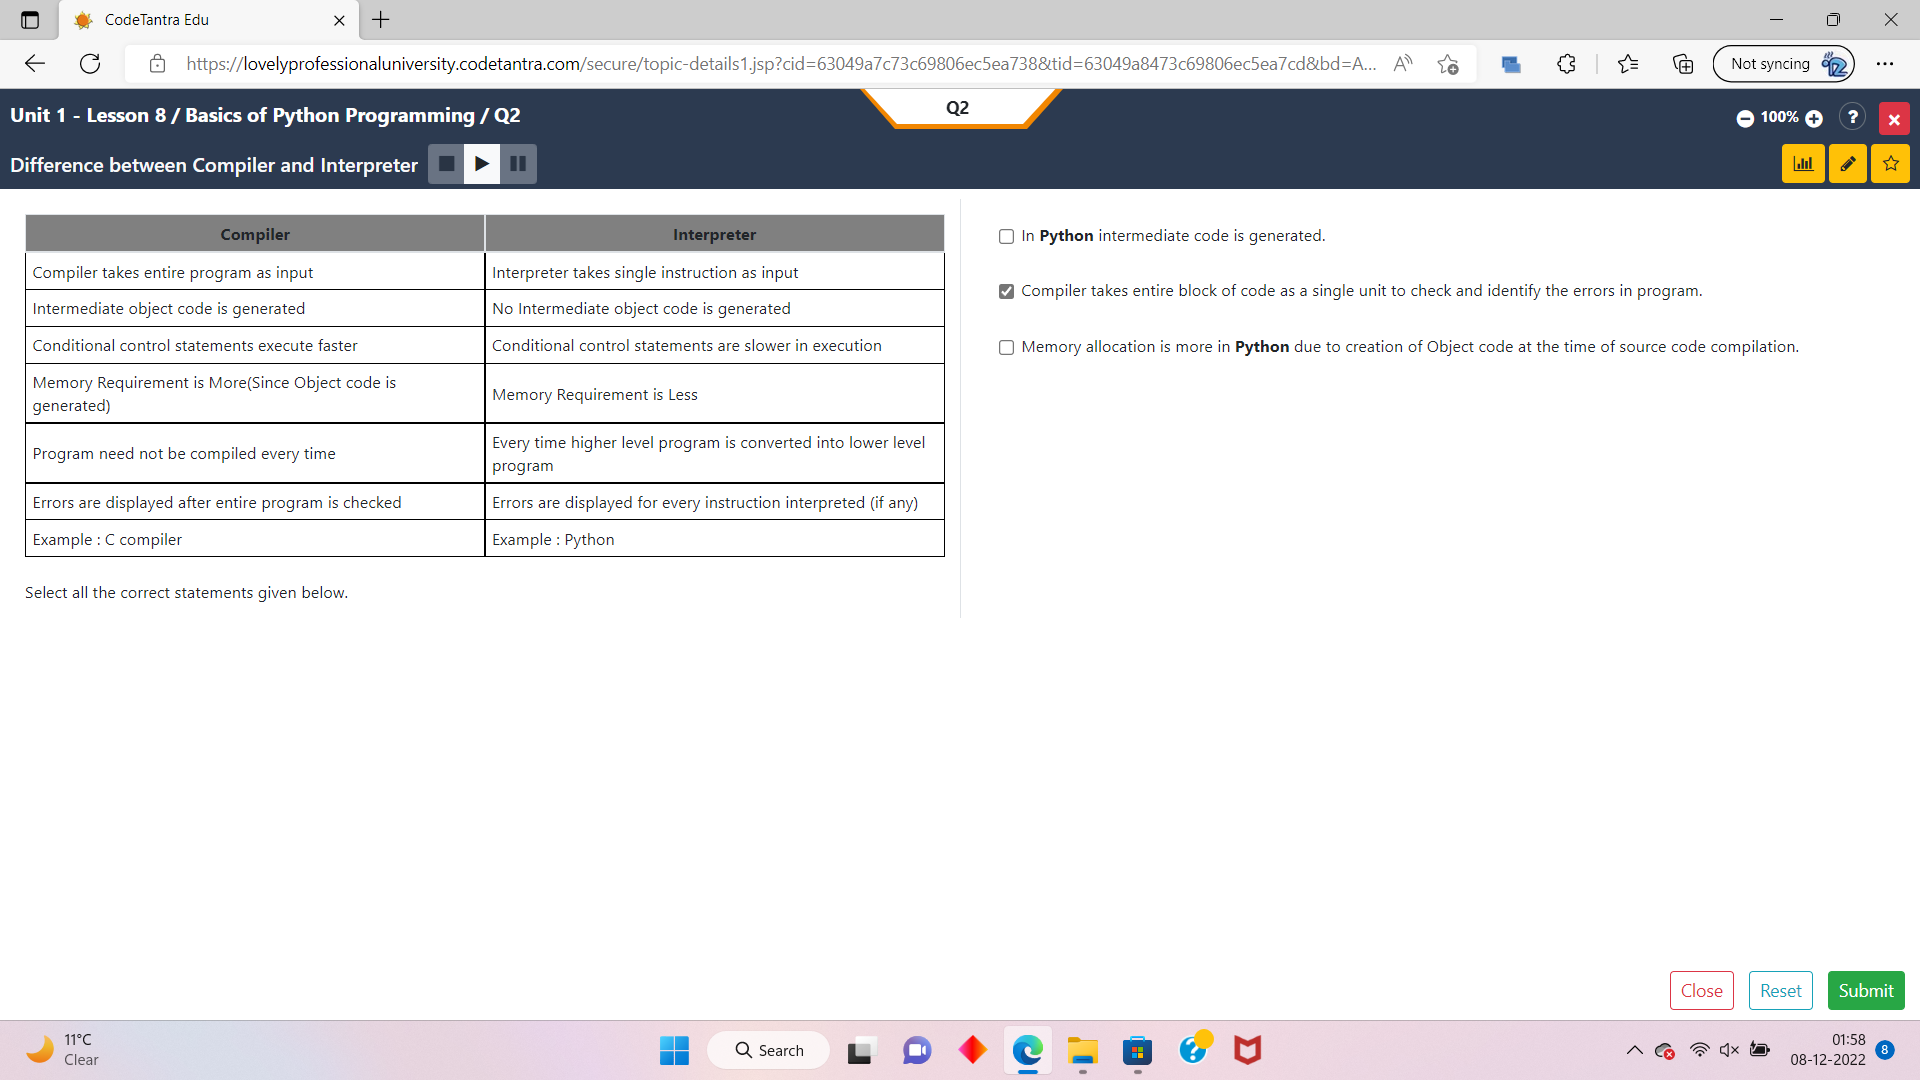 CodeTantra Edu
https://lovelyprofessionaluniversity.codetantra.com/secure/topic-details1.jsp?cid=63049a7c73c69806ec5ea738&tid=63049a8473c69806ec5ea7cd&bd=A...
Not syncing
Unit 1 - Lesson 8 / Basics of Python Programming / Q2
Q2
100%
?
Difference between Compiler and Interpreter
Compiler
Interpreter
Compiler takes entire program as input
Interpreter takes single instruction as input
Intermediate object code is generated
No Intermediate object code is generated
Conditional control statements execute faster
Conditional control statements are slower in execution
Memory Requirement is More(Since Object code is
generated)
Memory Requirement is Less
Program need not be compiled every time
Every time higher level program is converted into lower level
program
Errors are displayed after entire program is checked
Errors are displayed for every instruction interpreted (if any)
Example : C compiler
Example : Python
Select all the correct statements given below.
In Python intermediate code is generated.
Compiler takes entire block of code as a single unit to check and identify the errors in program.
Memory allocation is more in Python due to creation of Object code at the time of source code compilation.
Close
Reset
Submit
11°C
Clear
Search
01:58
08-12-2022
8